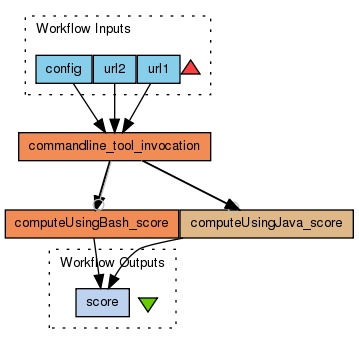 Workflow Inputs
config url2 url1
commandline_tool_invocation
computeUsingBash_score computeUsingJava_score
Workflow Outputs
score